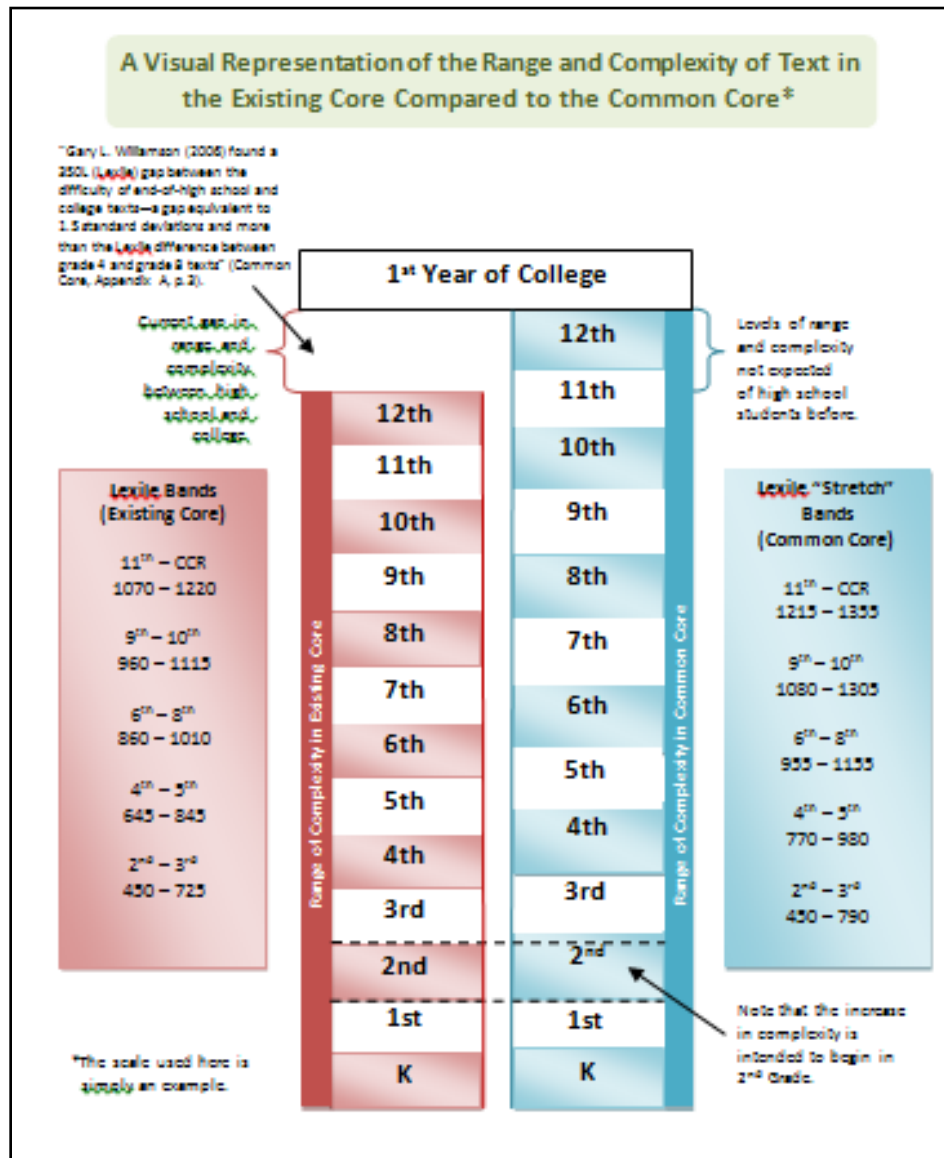 A Visual Representation of the Range and Complexity of Text in
the Existing Core Compared to the Common Core*
"Gary L. Williamson (2006) found a
350L (Lexile) gap between the
difficulty of end-of-high school and
college texts—a gap equivalent to
1.5 standard deviations and more
than the Lexile difference between
grade 4 and grade 8 texts" (Common
Core, Appendix A, p.3).
1st Year of College
Current gap in
range and
complexity
between high
school and
college.
Levels of range
and complexity
not expected
of high school
students before.
Lexile Bands
(Existing Core)
11th – CCR
1070 – 1220
9th – 10th
960 – 1115
6th – 8th
860 – 1010
4th – 5th
645 – 845
2nd – 3rd
450 – 725
Range of Complexity in Existing Core
12th
11th
10th
9th
8th
7th
6th
5th
4th
3rd
2nd
1st
K
12th
11th
10th
9th
8th
7th
6th
5th
4th
3rd
2nd
1st
K
Range of Complexity in Common Core
Lexile "Stretch"
Bands
(Common Core)
11th – CCR
1215 – 1355
9th – 10th
1080 – 1305
6th – 8th
955 – 1155
4th – 5th
770 – 980
2nd – 3rd
450 – 790
Note that the increase
in complexity is
intended to begin in
2nd Grade.
*The scale used here is
simply an example.